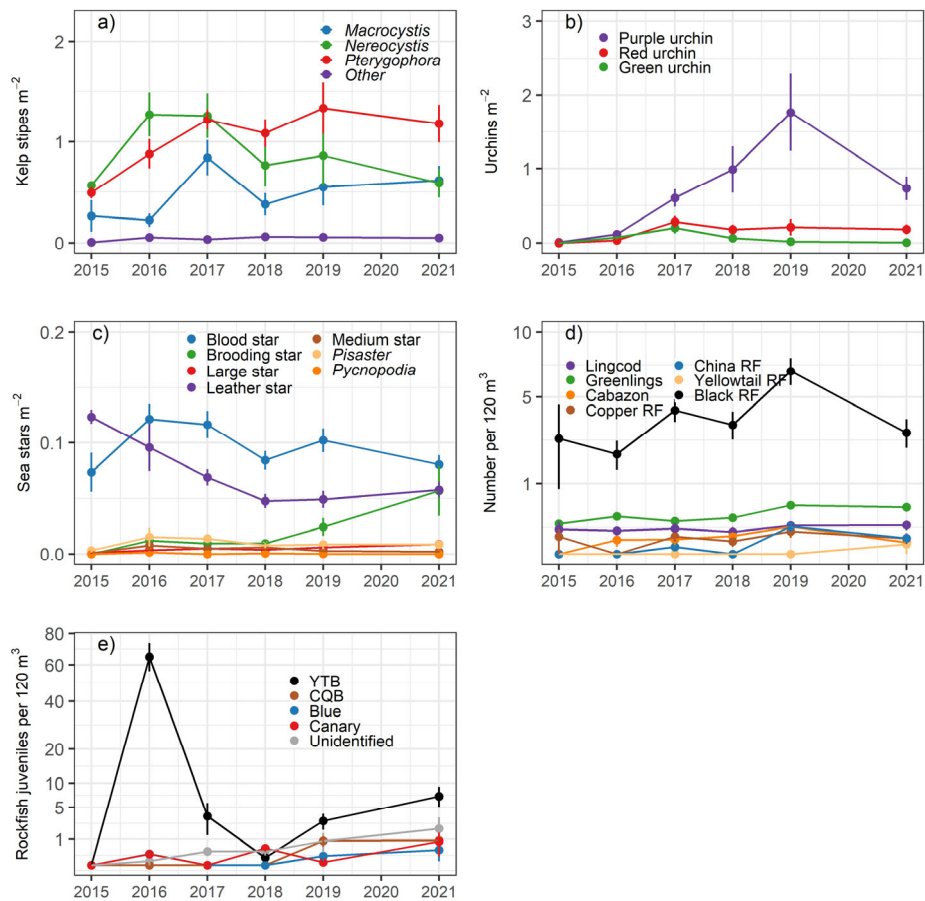 a)
Macrocystis
Nereocystis
Pterygophora
Other
Kelp stipes m⁻²
2
1
0
2015 2016 2017 2018 2019 2020 2021
b)
Purple urchin
Red urchin
Green urchin
Urchins m⁻²
3
2
1
0
2015 2016 2017 2018 2019 2020 2021
c)
Blood star Medium star
Brooding star Pisaster
Large star Pycnopodia
Leather star
Sea stars m⁻²
0.2
0.1
0.0
2015 2016 2017 2018 2019 2020 2021
d)
Lingcod China RF
Greenlings Yellowtail RF
Cabazon Black RF
Copper RF
Number per 120 m³
10
5
1
2015 2016 2017 2018 2019 2020 2021
e)
YTB
CQB
Blue
Canary
Unidentified
Rockfish juveniles per 120 m³
80
60
40
20
10
5
1
2015 2016 2017 2018 2019 2020 2021